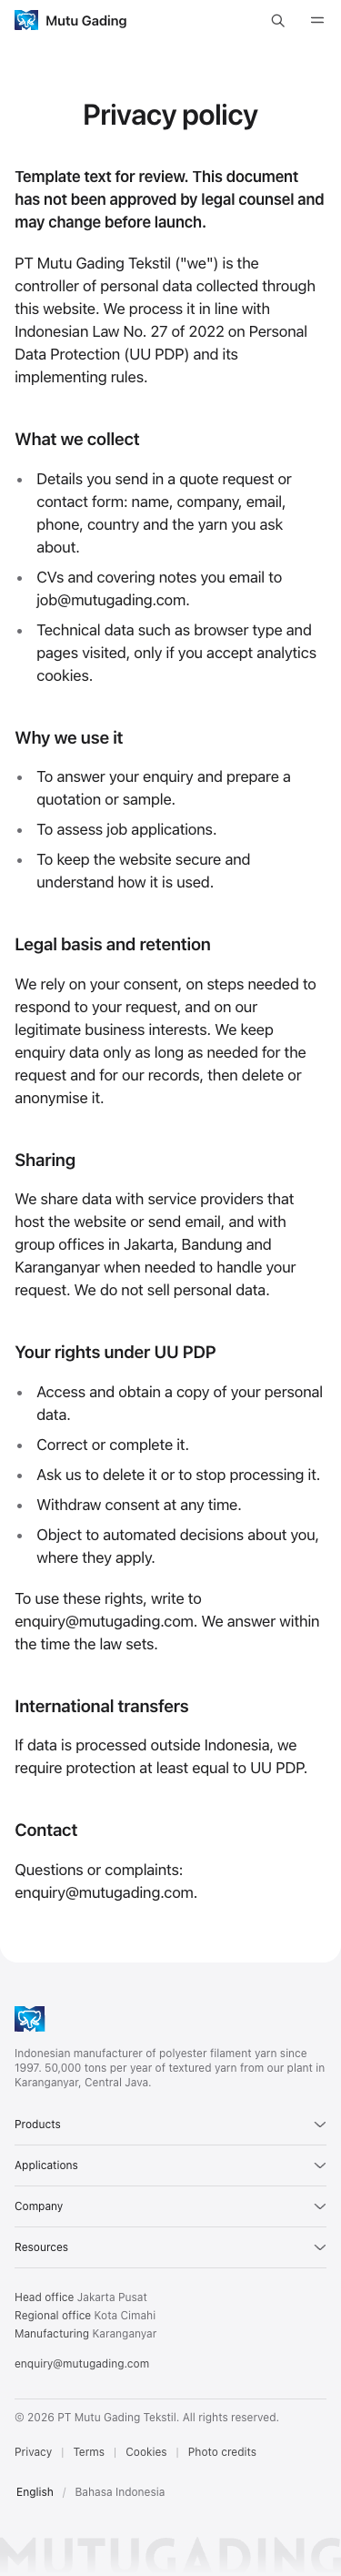 Mutu Gading
Privacy policy
Template text for review. This document
has not been approved by legal counsel and
may change before launch.
PT Mutu Gading Tekstil ("we") is the
controller of personal data collected through
this website. We process it in line with
Indonesian Law No. 27 of 2022 on Personal
Data Protection (UU PDP) and its
implementing rules.
What we collect
• Details you send in a quote request or
contact form: name, company, email,
phone, country and the yarn you ask
about.
• CVs and covering notes you email to
job@mutugading.com.
• Technical data such as browser type and
pages visited, only if you accept analytics
cookies.
Why we use it
• To answer your enquiry and prepare a
quotation or sample.
• To assess job applications.
• To keep the website secure and
understand how it is used.
Legal basis and retention
We rely on your consent, on steps needed to
respond to your request, and on our
legitimate business interests. We keep
enquiry data only as long as needed for the
request and for our records, then delete or
anonymise it.
Sharing
We share data with service providers that
host the website or send email, and with
group offices in Jakarta, Bandung and
Karanganyar when needed to handle your
request. We do not sell personal data.
Your rights under UU PDP
• Access and obtain a copy of your personal
data.
• Correct or complete it.
• Ask us to delete it or to stop processing it.
• Withdraw consent at any time.
• Object to automated decisions about you,
where they apply.
To use these rights, write to
enquiry@mutugading.com. We answer within
the time the law sets.
International transfers
If data is processed outside Indonesia, we
require protection at least equal to UU PDP.
Contact
Questions or complaints:
enquiry@mutugading.com.
Indonesian manufacturer of polyester filament yarn since
1997. 50,000 tons per year of textured yarn from our plant in
Karanganyar, Central Java.
Products
Applications
Company
Resources
Head office Jakarta Pusat
Regional office Kota Cimahi
Manufacturing Karanganyar
enquiry@mutugading.com
© 2026 PT Mutu Gading Tekstil. All rights reserved.
Privacy | Terms | Cookies | Photo credits
English / Bahasa Indonesia
MUTUGADING